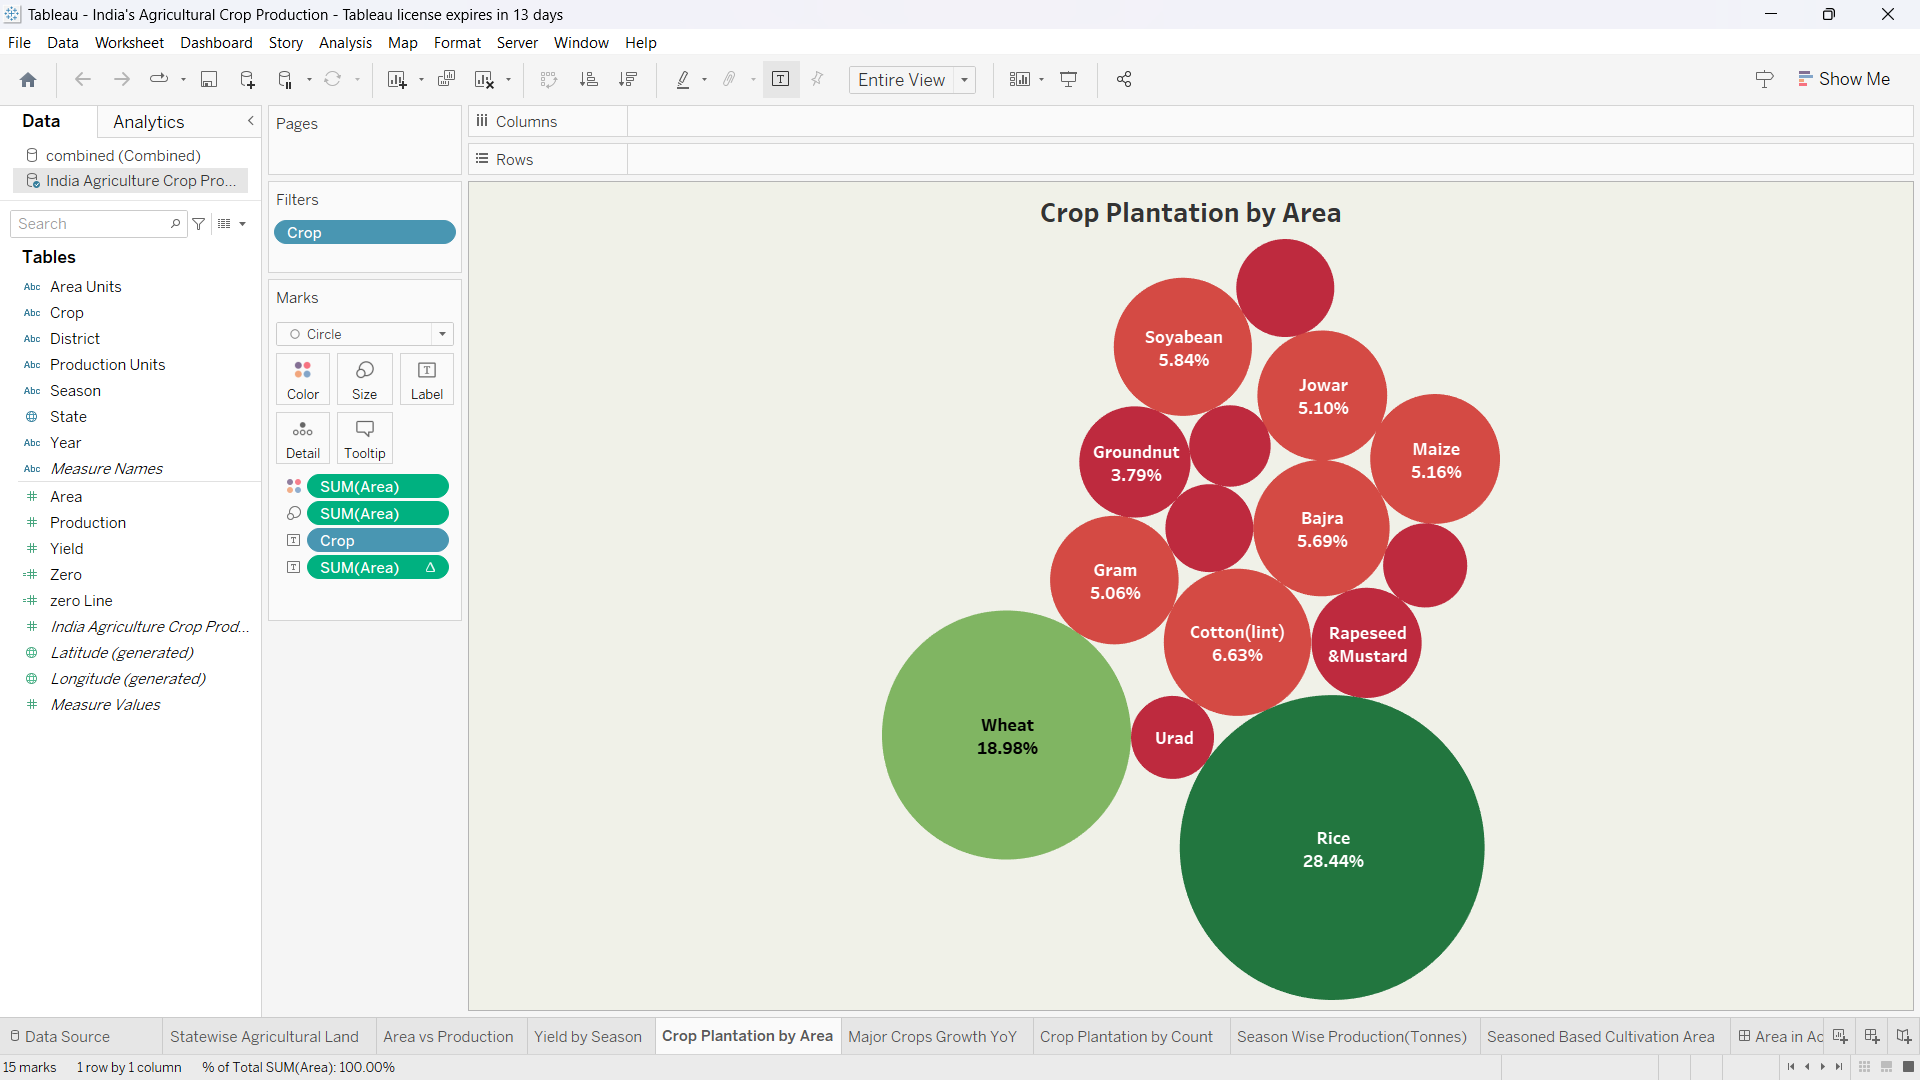 Tableau - India's Agricultural Crop Production - Tableau license expires in 13 days
File Data Worksheet Dashboard Story Analysis Map Format Server Window Help
Entire View
Show Me
Data Analytics
combined (Combined)
India Agriculture Crop Pro...
Search
Tables
Abc Area Units
Abc Crop
Abc District
Abc Production Units
Abc Season
State
Abc Year
Abc Measure Names
# Area
# Production
# Yield
=# Zero
=# zero Line
# India Agriculture Crop Prod...
Latitude (generated)
Longitude (generated)
# Measure Values
Pages
Filters
Crop
Marks
Circle
Color Size Label
Detail Tooltip
SUM(Area)
SUM(Area)
Crop
SUM(Area) Δ
Columns
Rows
Crop Plantation by Area
Soyabean
5.84%
Jowar
5.10%
Maize
5.16%
Groundnut
3.79%
Bajra
5.69%
Gram
5.06%
Cotton(lint)
6.63%
Rapeseed
&Mustard
Wheat
18.98%
Urad
Rice
28.44%
Data Source Statewise Agricultural Land Area vs Production Yield by Season Crop Plantation by Area Major Crops Growth YoY Crop Plantation by Count Season Wise Production(Tonnes) Seasoned Based Cultivation Area Area in Ac
15 marks 1 row by 1 column % of Total SUM(Area): 100.00%